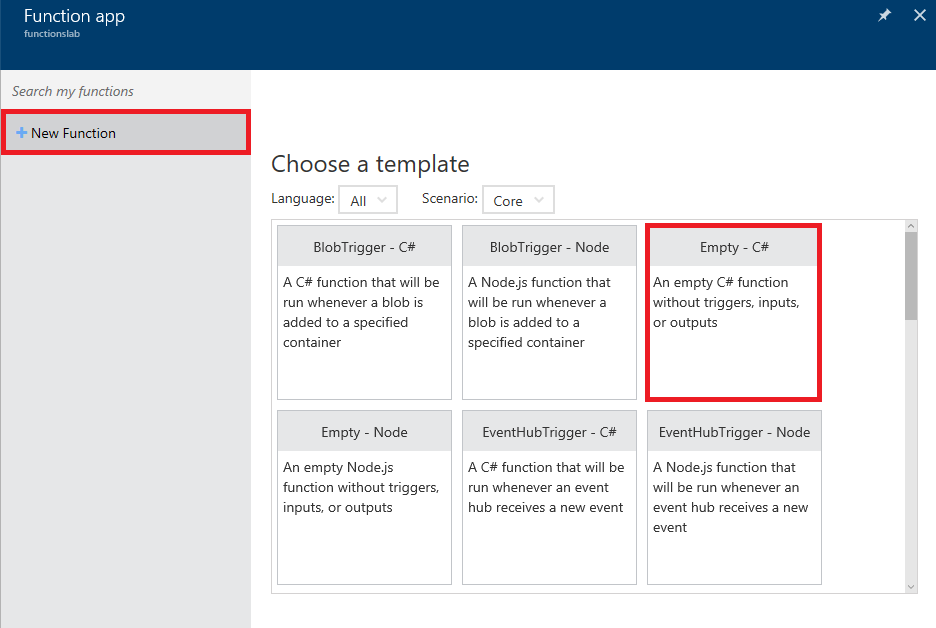 Function app
functionslab
Search my functions
New Function
Choose a template
Language: All Scenario: Core
BlobTrigger - C#
A C# function that will be
run whenever a blob is
added to a specified
container
BlobTrigger - Node
A Node.js function that
will be run whenever a
blob is added to a
specified container
Empty - C#
An empty C# function
without triggers, inputs,
or outputs
Empty - Node
An empty Node.js
function without triggers,
inputs, or outputs
EventHubTrigger - C#
A C# function that will be
run whenever an event
hub receives a new event
EventHubTrigger - Node
A Node.js function that
will be run whenever an
event hub receives a new
event